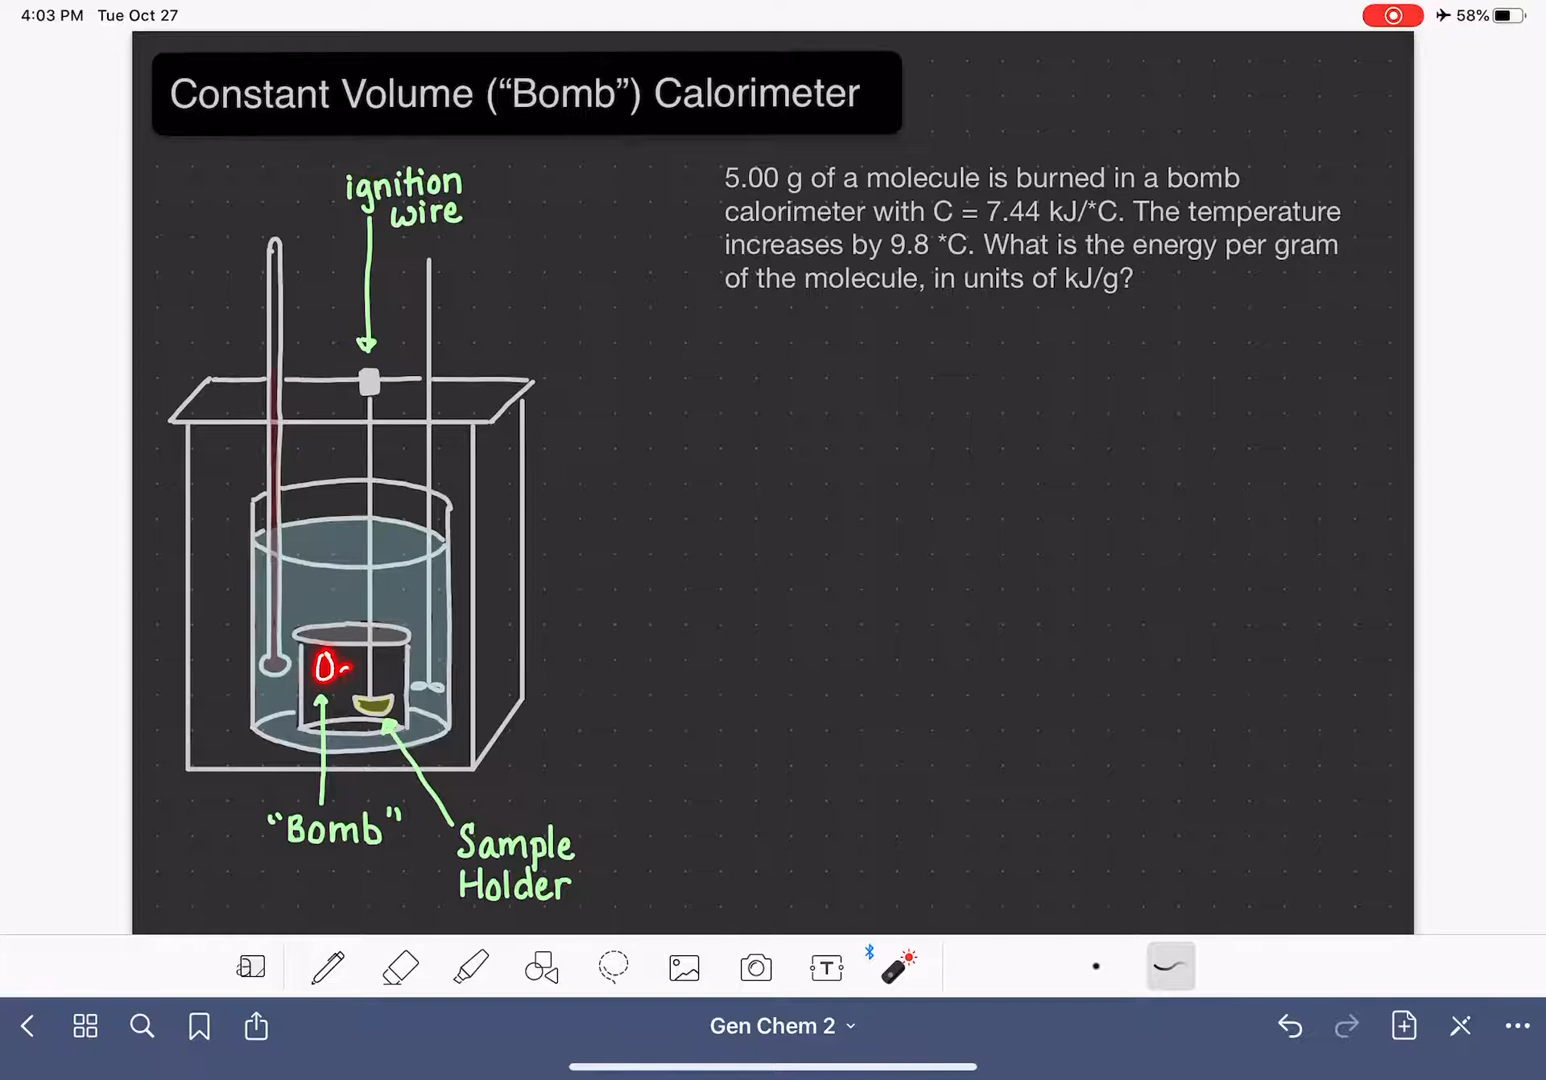 4:03 PM Tue Oct 27
58%
Constant Volume (“Bomb”) Calorimeter
ignition
wire
5.00 g of a molecule is burned in a bomb
calorimeter with C = 7.44 kJ/*C. The temperature
increases by 9.8 *C. What is the energy per gram
of the molecule, in units of kJ/g?
“Bomb”
Sample
Holder
T
Gen Chem 2